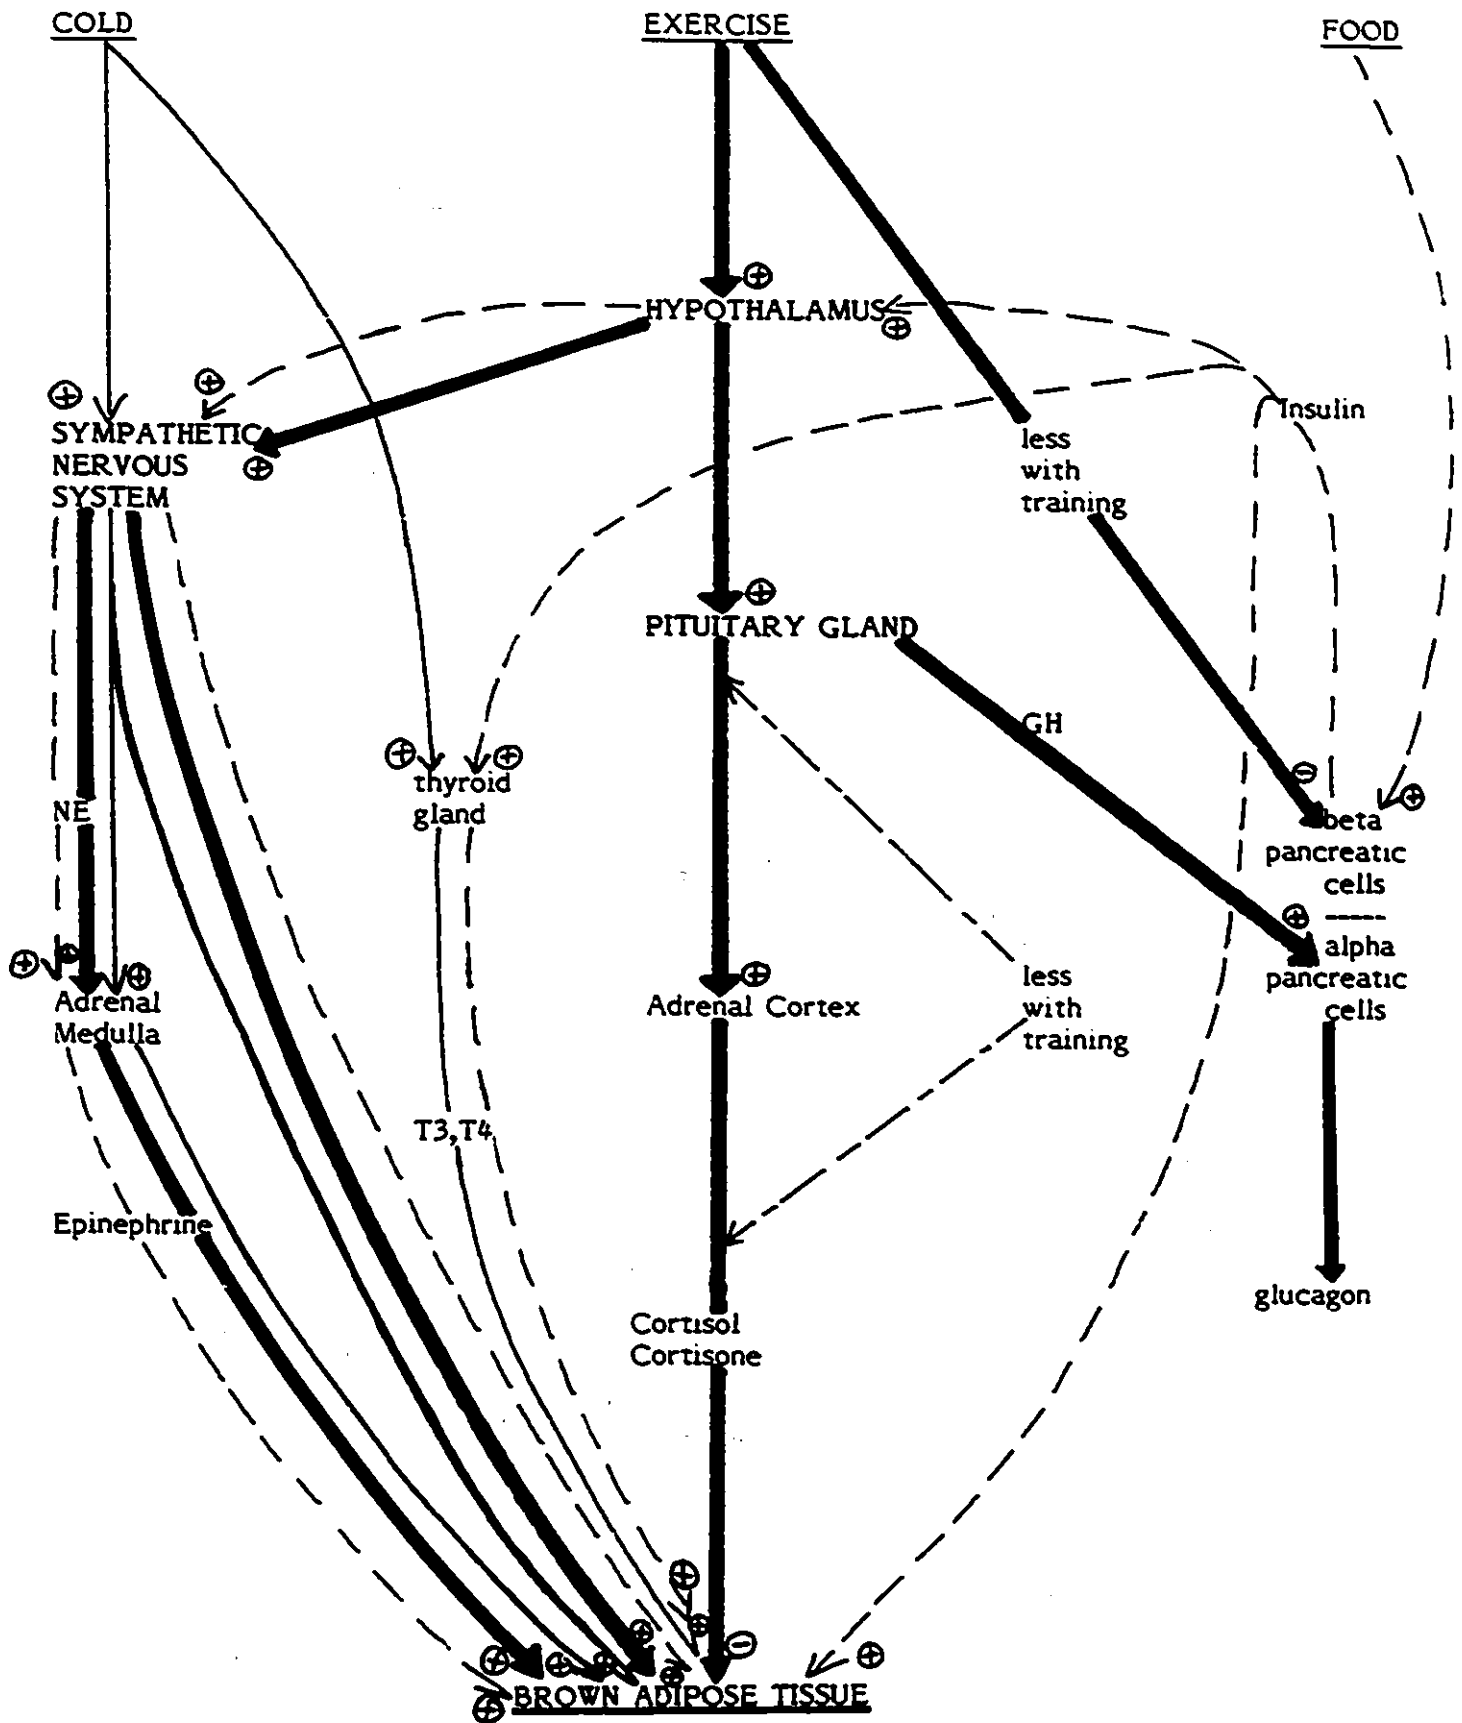 COLD
EXERCISE
FOOD
⊕
HYPOTHALAMUS
⊕
⊕
⊕
Insulin
SYMPATHETIC
NERVOUS
SYSTEM
⊕
less
with
training
⊕
PITUITARY GLAND
GH
⊕
⊕
thyroid
gland
⊖
⊕
NE
beta
pancreatic
cells
-----
⊕
alpha
pancreatic
cells
⊕
⊕
⊕
Adrenal
Medulla
⊕
Adrenal Cortex
less
with
training
T3,T4
Epinephrine
glucagon
Cortisol
Cortisone
⊕
⊕
⊖
⊕
⊕
⊕
⊕
⊕
⊕
⊕
BROWN ADIPOSE TISSUE